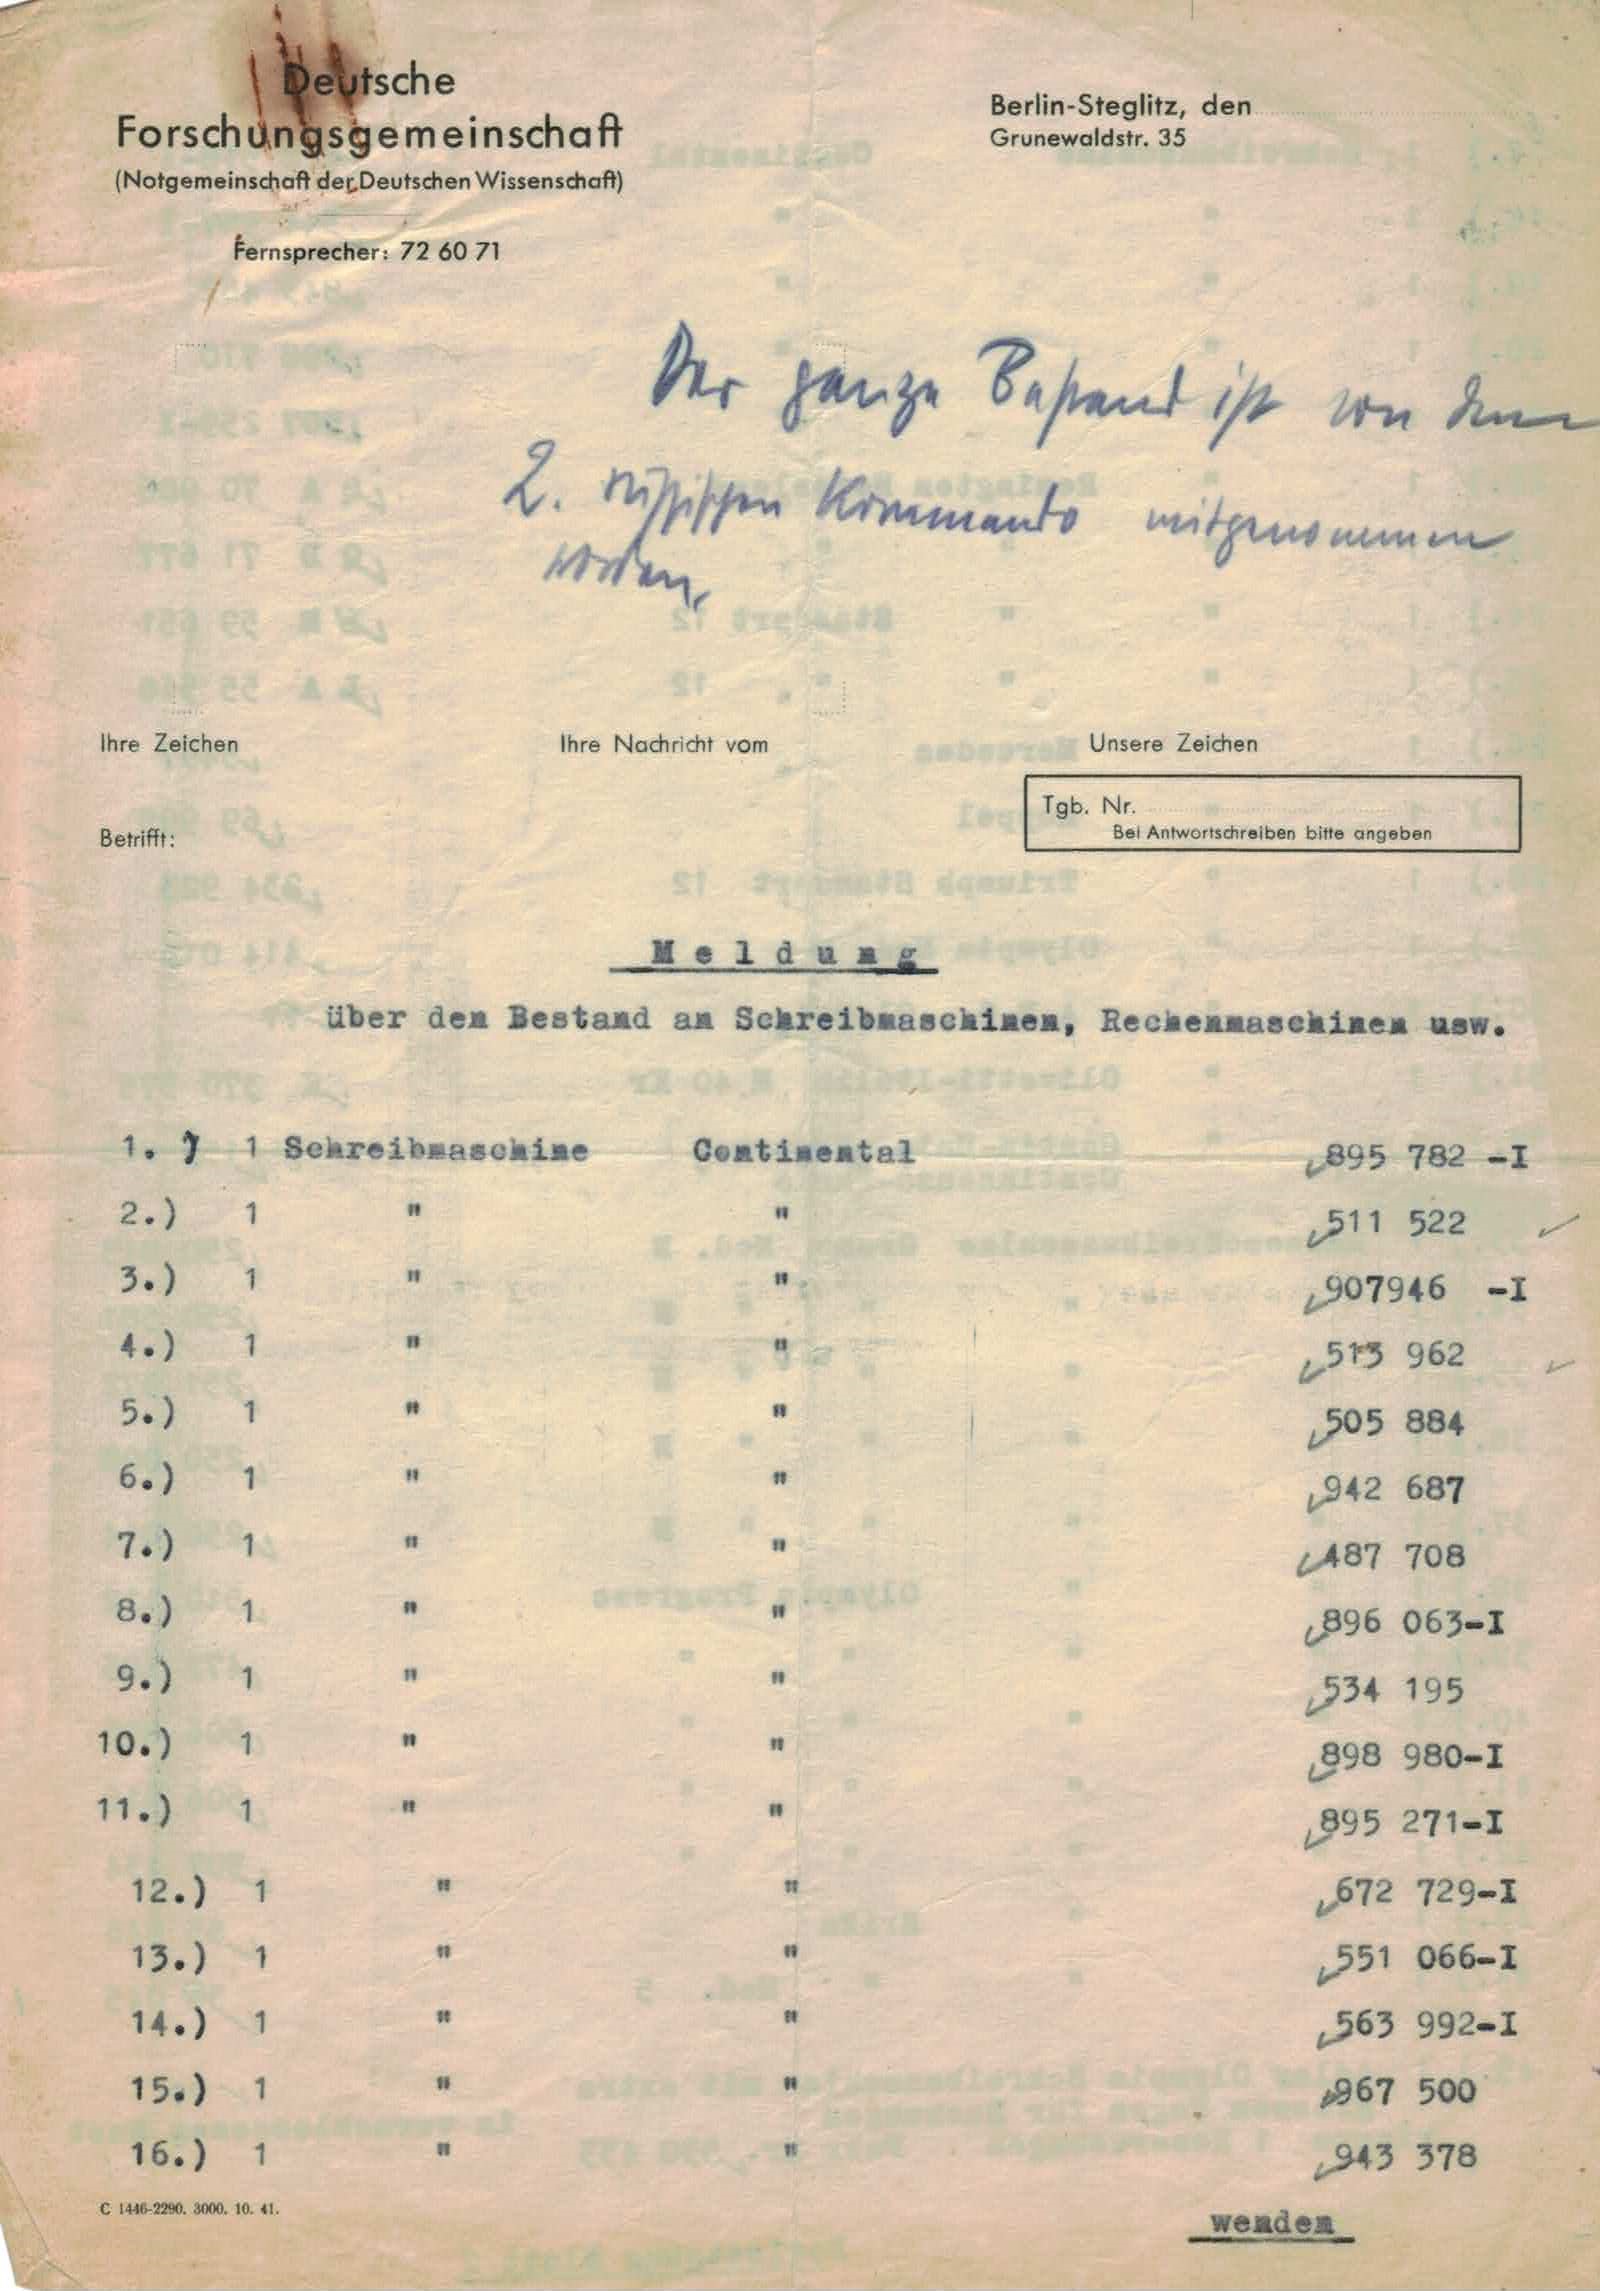 Deutsche
Forschungsgemeinschaft
(Notgemeinschaft der Deutschen Wissenschaft)
Fernsprecher: 72 60 71
Berlin-Steglitz, den
Grunewaldstr. 35
Der ganze Bestand ist von dem
2. russischen Kommando mitgenommen
worden.
Ihre Zeichen Ihre Nachricht vom Unsere Zeichen
Tgb. Nr.
Bei Antwortschreiben bitte angeben
Betrifft:
Meldung
über den Bestand an Schreibmaschinen, Rechenmaschinen usw.
1.) 1 Schreibmaschine Continental 895 782 -I
2.) 1 " " 511 522
3.) 1 " " 907946 -I
4.) 1 " " 513 962
5.) 1 " " 505 884
6.) 1 " " 942 687
7.) 1 " " 487 708
8.) 1 " " 896 063-I
9.) 1 " " 534 195
10.) 1 " " 898 980-I
11.) 1 " " 895 271-I
12.) 1 " " 672 729-I
13.) 1 " " 551 066-I
14.) 1 " " 563 992-I
15.) 1 " " 967 500
16.) 1 " " 943 378
C 1446-2290. 3000. 10. 41.
wenden